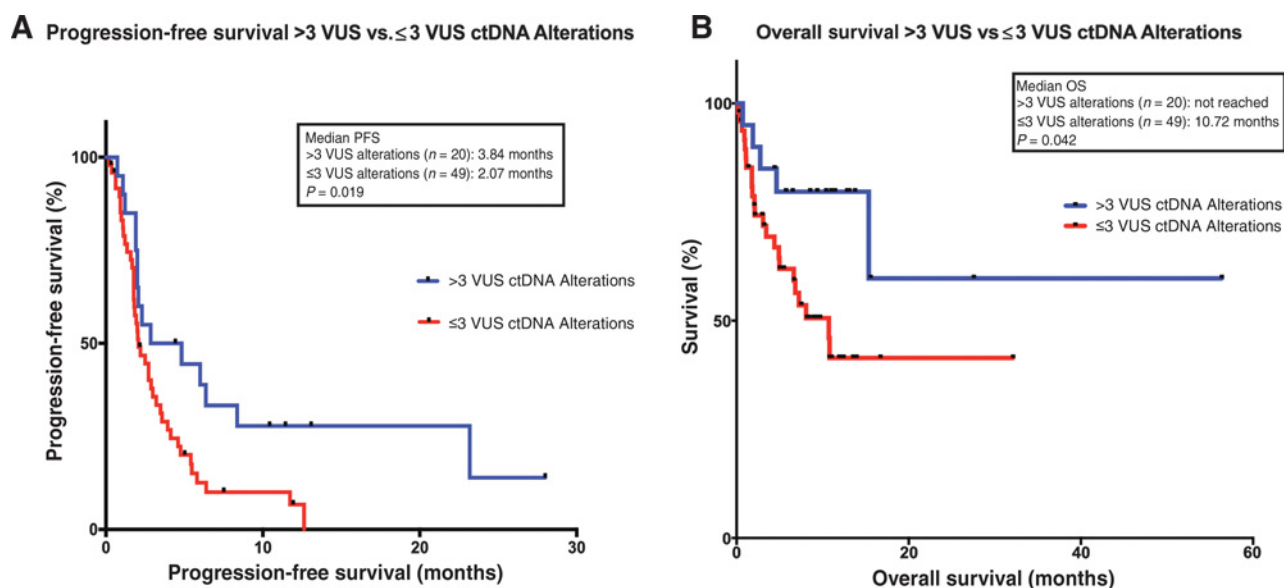 A Progression-free survival >3 VUS vs.≤ 3 VUS ctDNA Alterations
Median PFS
>3 VUS alterations (n = 20): 3.84 months
≤3 VUS alterations (n = 49): 2.07 months
P = 0.019
100
50
0
Progression-free survival (%)
>3 VUS ctDNA Alterations
≤3 VUS ctDNA Alterations
0 10 20 30
Progression-free survival (months)
B Overall survival >3 VUS vs ≤ 3 VUS ctDNA Alterations
Median OS
>3 VUS alterations (n = 20): not reached
≤3 VUS alterations (n = 49): 10.72 months
P = 0.042
100
50
0
Survival (%)
>3 VUS ctDNA Alterations
≤3 VUS ctDNA Alterations
0 20 40 60
Overall survival (months)